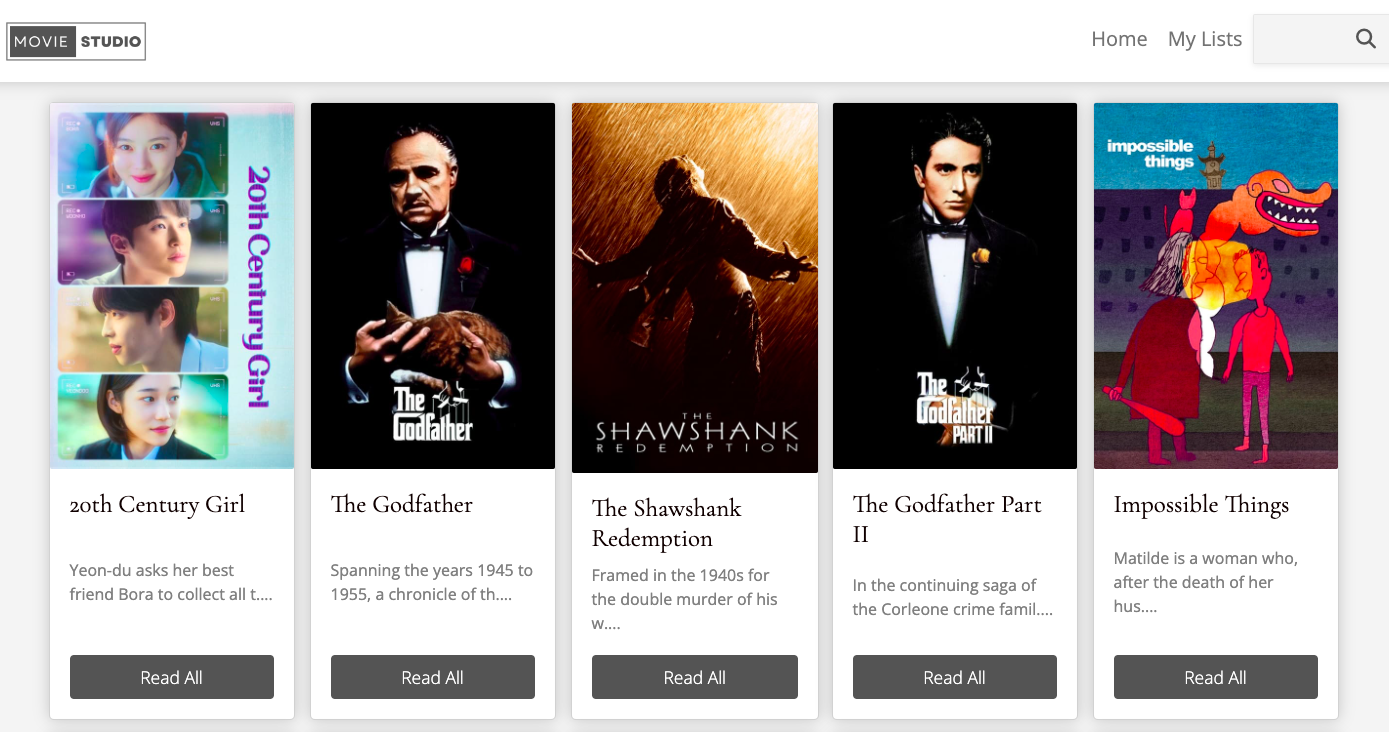 MOVIE STUDIO
Home
My Lists
20th Century Girl
The
Godfather
THE
SHAWSHANK
REDEMPTION
The
Godfather
PART II
impossible
things
20th Century Girl
Yeon-du asks her best
friend Bora to collect all t....
Read All
The Godfather
Spanning the years 1945 to
1955, a chronicle of th....
Read All
The Shawshank
Redemption
Framed in the 1940s for
the double murder of his
w....
Read All
The Godfather Part
II
In the continuing saga of
the Corleone crime famil....
Read All
Impossible Things
Matilde is a woman who,
after the death of her
hus....
Read All